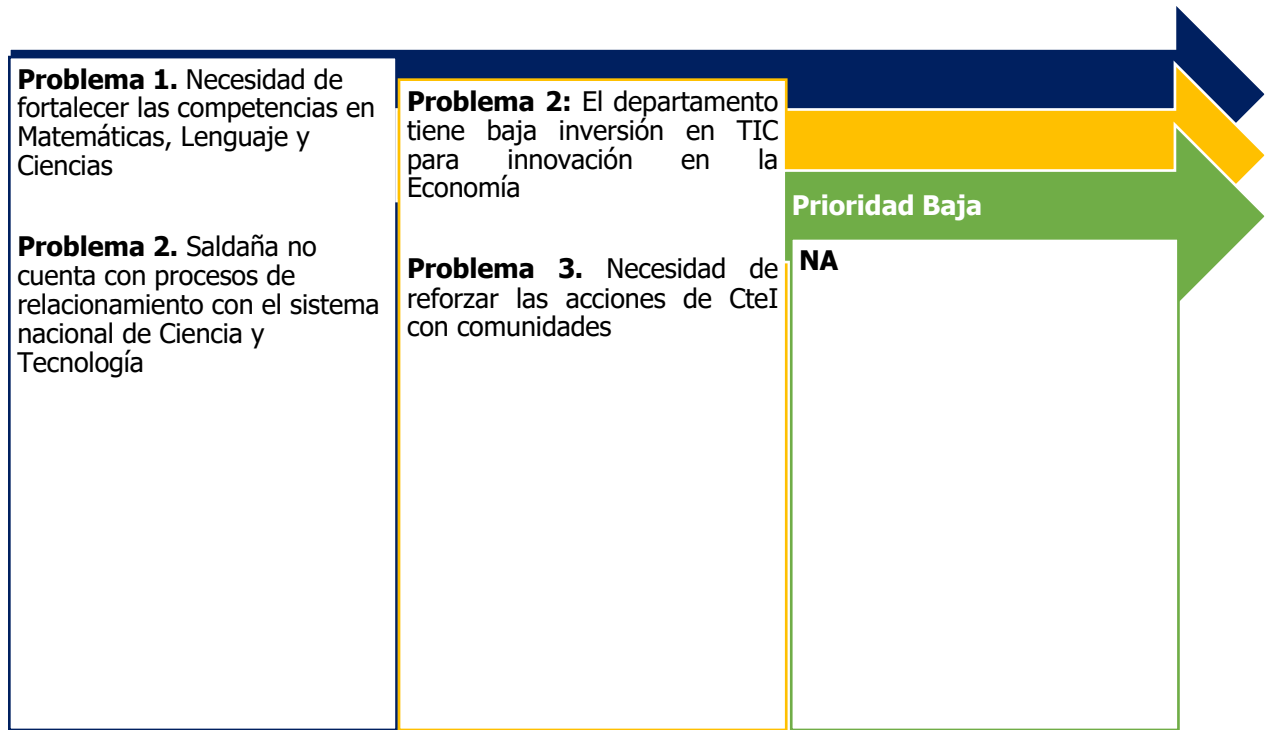 Problema 1. Necesidad de
fortalecer las competencias en
Matemáticas, Lenguaje y
Ciencias
Problema 2. Saldaña no
cuenta con procesos de
relacionamiento con el sistema
nacional de Ciencia y
Tecnología
Problema 2: El departamento
tiene baja inversión en TIC
para innovación en la
Economía
Problema 3. Necesidad de
reforzar las acciones de CteI
con comunidades
Prioridad Baja
NA